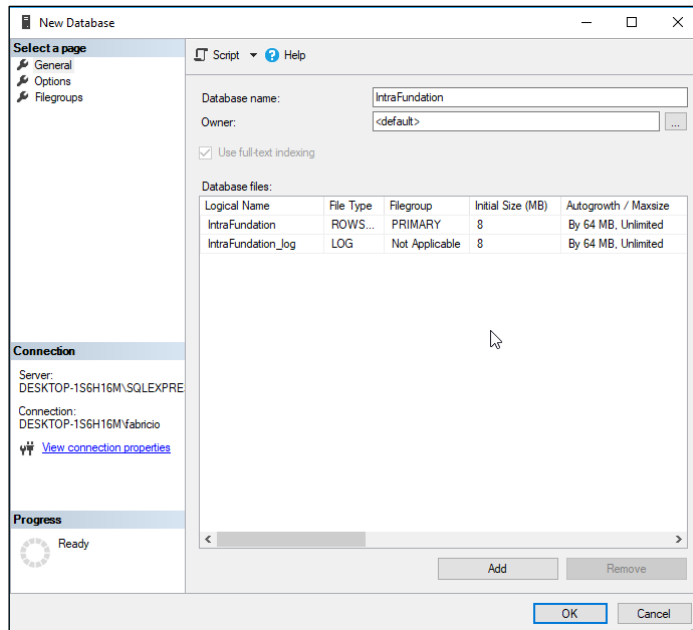 New Database
Select a page
General
Options
Filegroups
Script Help
Database name: IntraFundation
Owner: <default> ...
Use full-text indexing
Database files:
Logical Name File Type Filegroup Initial Size (MB) Autogrowth / Maxsize
IntraFundation ROWS... PRIMARY 8 By 64 MB, Unlimited
IntraFundation_log LOG Not Applicable 8 By 64 MB, Unlimited
Connection
Server:
DESKTOP-1S6H16M\SQLEXPRE
Connection:
DESKTOP-1S6H16M\fabricio
View connection properties
Progress
Ready
Add Remove
OK Cancel